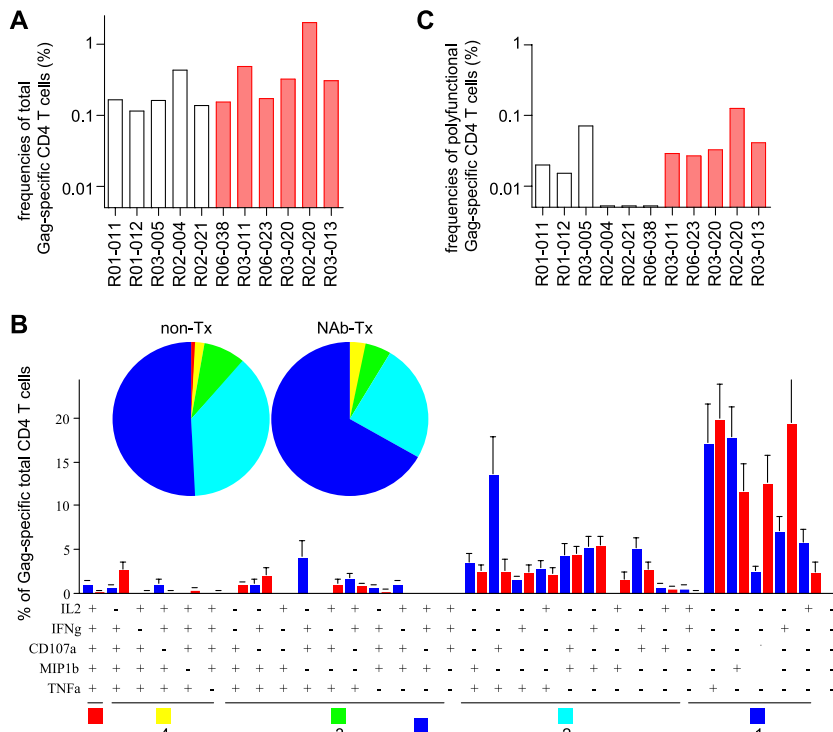 A
frequencies of total
Gag-specific CD4 T cells (%)
1
0.1
0.01
R01-011
R01-012
R03-005
R02-004
R02-021
R06-038
R03-011
R06-023
R03-020
R02-020
R03-013
C
frequencies of polyfunctional
Gag-specific CD4 T cells (%)
1
0.1
0.01
R01-011
R01-012
R03-005
R02-004
R02-021
R06-038
R03-011
R06-023
R03-020
R02-020
R03-013
B
non-Tx
NAb-Tx
% of Gag-specific total CD4 T cells
20
15
10
5
0
IL2
IFNg
CD107a
MIP1b
TNFa
4
1